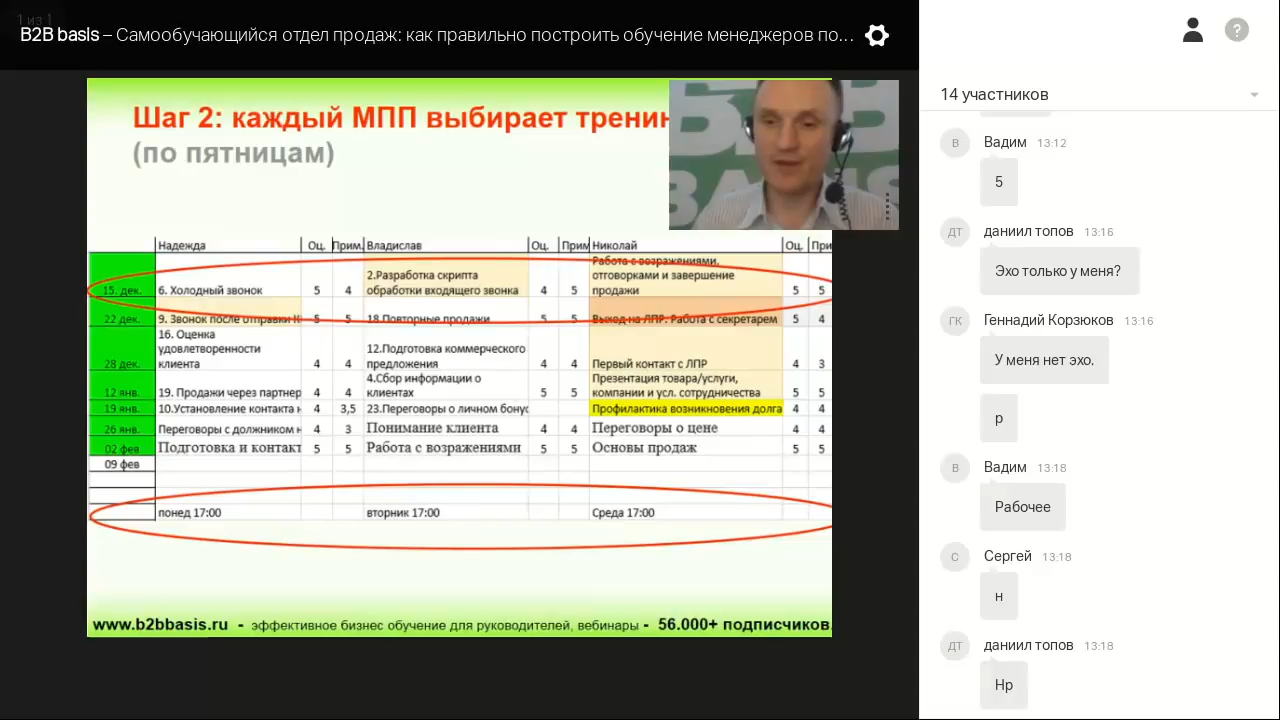 1 из 1
B2B basis – Самообучающийся отдел продаж: как правильно построить обучение менеджеров по...
Шаг 2: каждый МПП выбирает тренин
(по пятницам)
Надежда Оц. Прим. Владислав Оц. Прим Николай Оц. При
15. дек. 6. Холодный звонок 5 4 2.Разработка скрипта обработки входящего звонка 4 5 Работа с возражениями, отговорками и завершение продажи 5 5
22 дек. 9. Звонок после отправки К 5 5 18.Повторные продажи 5 5 Выход на ЛПР. Работа с секретарем 5 4
28 дек. 16. Оценка удовлетворенности клиента 4 4 12.Подготовка коммерческого предложения 4 4 Первый контакт с ЛПР 4 3
12 янв. 19. Продажи через партнер 4 4 4.Сбор информации о клиентах 5 5 Презентация товара/услуги, компании и усл. сотрудничества 5 5
19 янв. 10.Установление контакта н 4 3,5 23.Переговоры о личном бонус Профилактика возникновения долга 4 4
26 янв. Переговоры с должником н 4 3 Понимание клиента 4 4 Переговоры о цене 4 4
02 фев Подготовка и контакт 5 5 Работа с возражениями 5 5 Основы продаж 5 5
09 фев
понед 17:00 вторник 17:00 Среда 17:00
www.b2bbasis.ru - эффективное бизнес обучение для руководителей, вебинары - 56.000+ подписчиков
?
14 участников
В Вадим 13:12
5
ДТ даниил топов 13:16
Эхо только у меня?
ГК Геннадий Корзюков 13:16
У меня нет эхо.
р
В Вадим 13:18
Рабочее
С Сергей 13:18
н
ДТ даниил топов 13:18
Нр